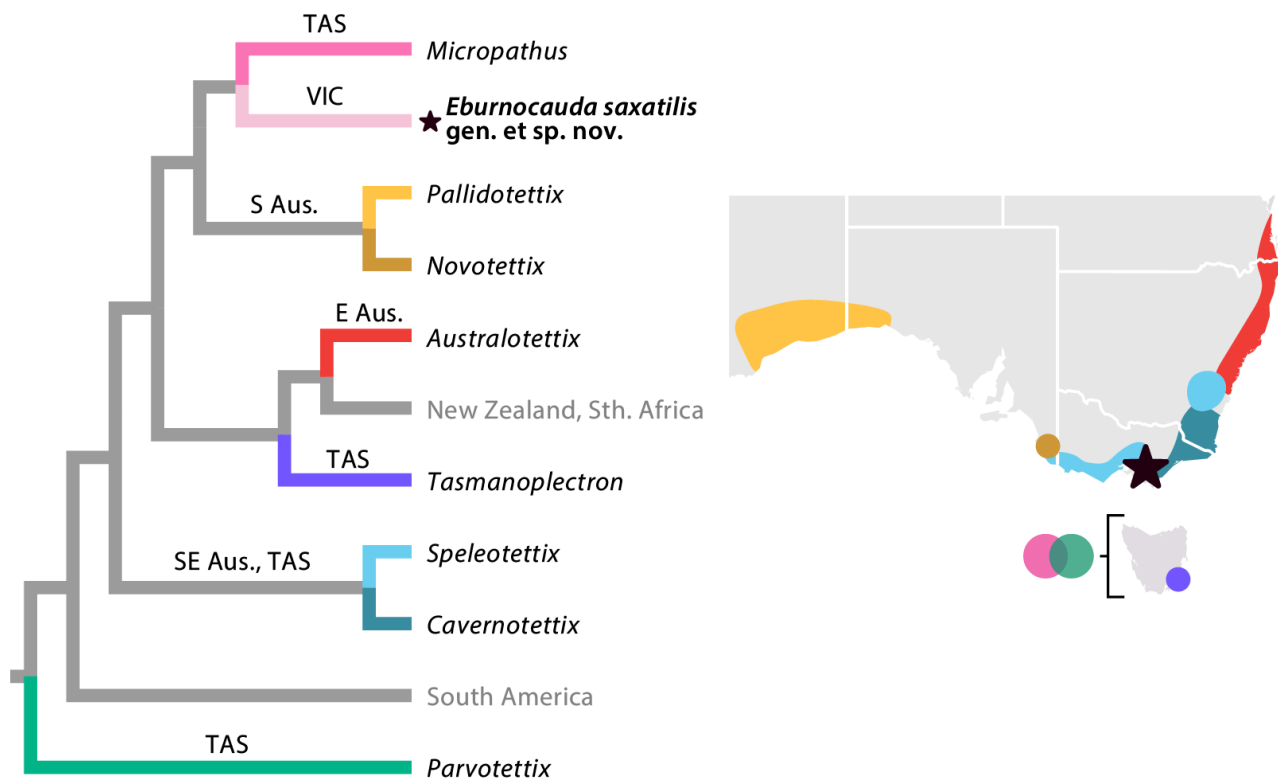 TAS
Micropathus
VIC
Eburnocauda saxatilis
gen. et sp. nov.
S Aus.
Pallidotettix
Novotettix
E Aus.
Australotettix
New Zealand, Sth. Africa
TAS
Tasmanoplectron
SE Aus., TAS
Speleotettix
Cavernotettix
South America
TAS
Parvotettix